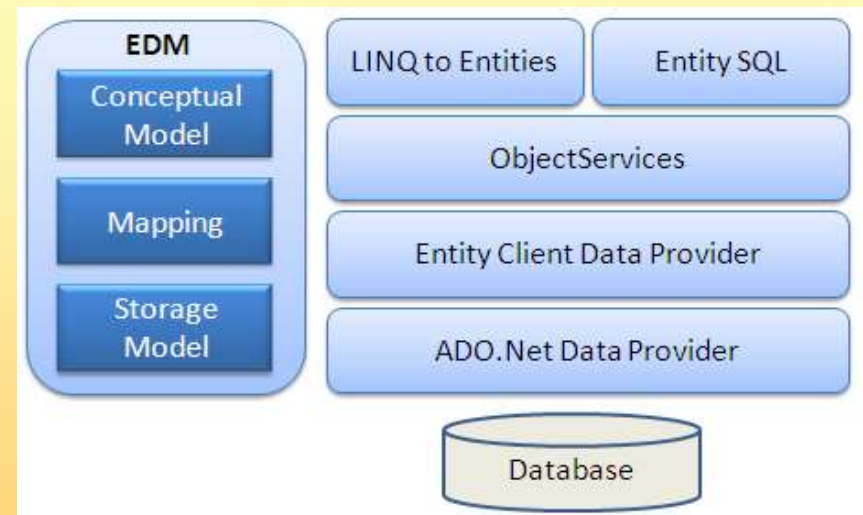 EDM
Conceptual
Model
Mapping
Storage
Model
LINQ to Entities
Entity SQL
ObjectServices
Entity Client Data Provider
ADO.Net Data Provider
Database